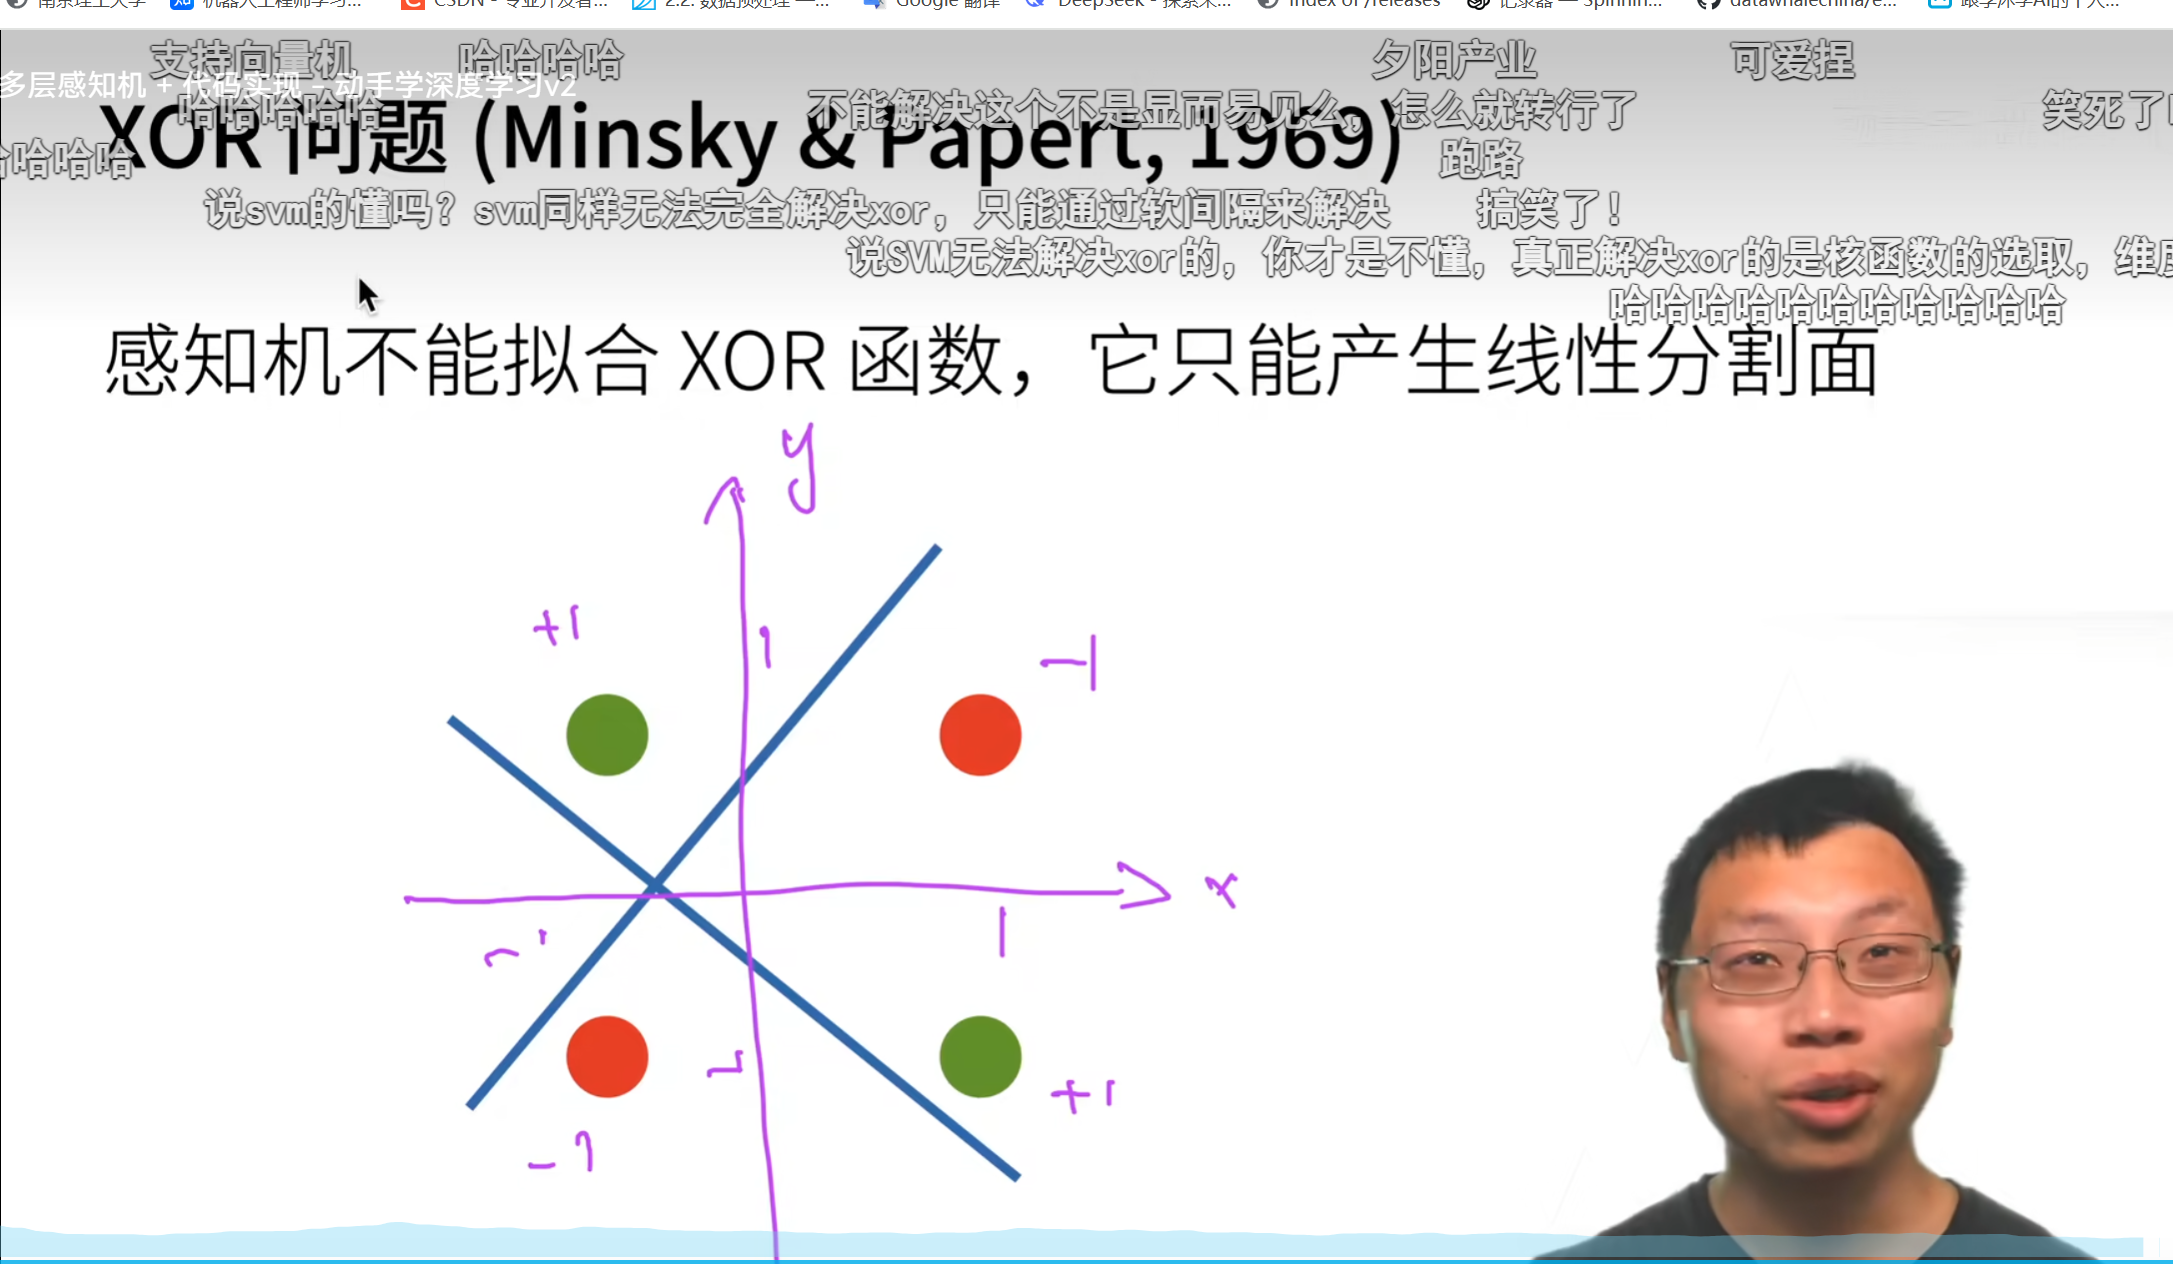 南京理工大学 机器人工程师学习... CSDN - 专业开发者... 2.2. 数据预处理 —... Google 翻译 DeepSeek - 探索未... Index of /releases 记录器 — Spinnin... datawhalechina/e... 跟李沐学AI的个人...
支持向量机 哈哈哈哈 夕阳产业 可爱捏
多层感知机 + 代码实现 - 动手学深度学习v2
哈哈哈哈哈 不能解决这个不是显而易见么，怎么就转行了 笑死了
XOR 问题 (Minsky & Papert, 1969)
哈哈哈哈 跑路
说svm的懂吗？svm同样无法完全解决xor，只能通过软间隔来解决 搞笑了！
说SVM无法解决xor的，你才是不懂，真正解决xor的是核函数的选取，维度
哈哈哈哈哈哈哈哈哈哈哈
感知机不能拟合 XOR 函数，它只能产生线性分割面
y
+1 1 -1
x
-1 1
-1 +1
-1